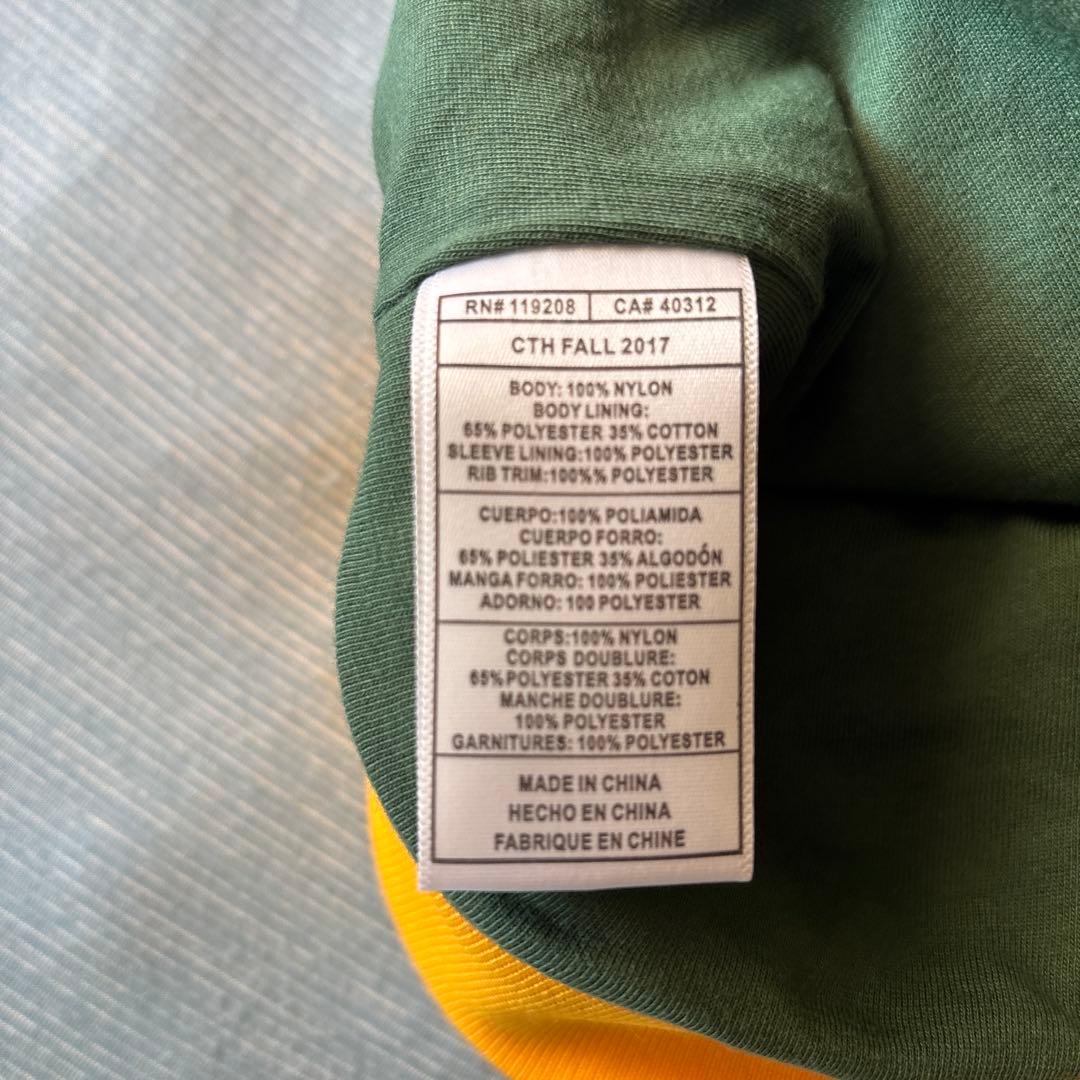 RN# 119208 CA# 40312
CTH FALL 2017
BODY: 100% NYLON
BODY LINING:
65% POLYESTER 35% COTTON
SLEEVE LINING:100% POLYESTER
RIB TRIM:100%% POLYESTER
CUERPO:100% POLIAMIDA
CUERPO FORRO:
65% POLIESTER 35% ALGODÓN
MANGA FORRO: 100% POLIESTER
ADORNO: 100 POLYESTER
CORPS:100% NYLON
CORPS DOUBLURE:
65% POLYESTER 35% COTON
MANCHE DOUBLURE:
100% POLYESTER
GARNITURES: 100% POLYESTER
MADE IN CHINA
HECHO EN CHINA
FABRIQUE EN CHINE